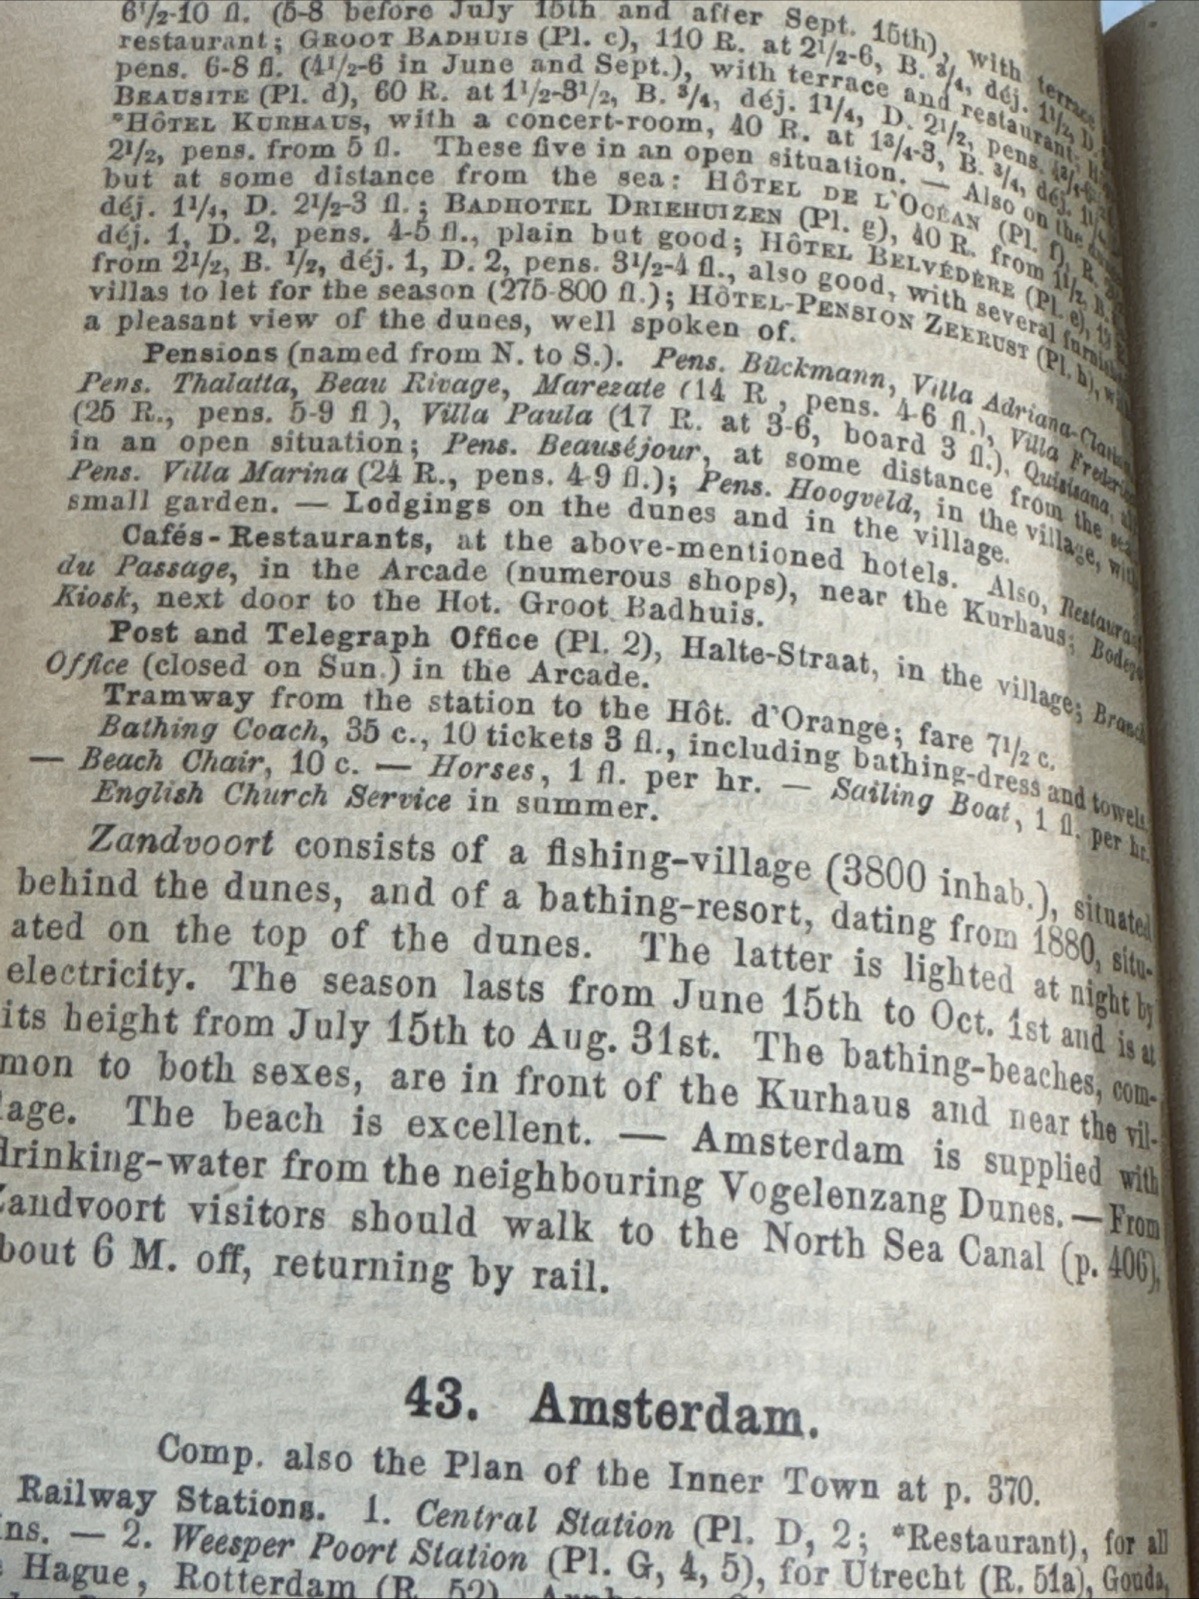 6½-10 fl. (5-8 before July 15th and after Sept. 15th), with terrace
restaurant; GROOT BADHUIS (Pl. c), 110 R. at 2½-6, B. ¾, déj. 1½, D.
pens. 6-8 fl. (4½-6 in June and Sept.), with terrace and restaurant;
BEAUSITE (Pl. d), 60 R. at 1½-3½, B. ¾, déj. 1¼, D. 2½, pens.
*HÔTEL KURHAUS, with a concert-room, 40 R. at 1¾-3, B. ¾, déj.
2½, pens. from 5 fl. These five in an open situation. — Also on the
but at some distance from the sea: HÔTEL DE L'OCÉAN (Pl. f),
déj. 1¼, D. 2½-3 fl.; BADHOTEL DRIEHUIZEN (Pl. g), 40 R. from 1½, B.
déj. 1, D. 2, pens. 4-5 fl., plain but good; HÔTEL BELVÉDÈRE (Pl. e),
from 2½, B. ½, déj. 1, D. 2, pens. 3½-4 fl., also good, with several
villas to let for the season (275-800 fl.); HÔTEL-PENSION ZEERUST (Pl. h), with
a pleasant view of the dunes, well spoken of.
Pensions (named from N. to S.). Pens. Bückmann, Villa Adriana-
Pens. Thalatta, Beau Rivage, Marezate (14 R, pens. 4-6 fl.), Villa
(25 R., pens. 5-9 fl), Villa Paula (17 R. at 3-6, board 3 fl.), Quisisana,
in an open situation; Pens. Beauséjour, at some distance from the sea
Pens. Villa Marina (24 R., pens. 4-9 fl.); Pens. Hoogveld, in the village, with
small garden. — Lodgings on the dunes and in the village.
Cafés-Restaurants, at the above-mentioned hotels. Also, Restaurant
du Passage, in the Arcade (numerous shops), near the Kurhaus; Bodega
Kiosk, next door to the Hot. Groot Badhuis.
Post and Telegraph Office (Pl. 2), Halte-Straat, in the village; Branch
Office (closed on Sun.) in the Arcade.
Tramway from the station to the Hôt. d'Orange; fare 7½ c.
Bathing Coach, 35 c., 10 tickets 3 fl., including bathing-dress and towels.
— Beach Chair, 10 c. — Horses, 1 fl. per hr. — Sailing Boat, 1 fl. per hr.
English Church Service in summer.
Zandvoort consists of a fishing-village (3800 inhab.), situated
behind the dunes, and of a bathing-resort, dating from 1880, situ-
ated on the top of the dunes. The latter is lighted at night by
electricity. The season lasts from June 15th to Oct. 1st and is at
its height from July 15th to Aug. 31st. The bathing-beaches, com-
mon to both sexes, are in front of the Kurhaus and near the vil-
lage. The beach is excellent. — Amsterdam is supplied with
drinking-water from the neighbouring Vogelenzang Dunes. — From
Zandvoort visitors should walk to the North Sea Canal (p. 406),
bout 6 M. off, returning by rail.
43. Amsterdam.
Comp. also the Plan of the Inner Town at p. 370.
Railway Stations. 1. Central Station (Pl. D, 2; *Restaurant), for all
ns. — 2. Weesper Poort Station (Pl. G, 4, 5), for Utrecht (R. 51a), Gouda,
Hague, Rotterdam (R. 52),